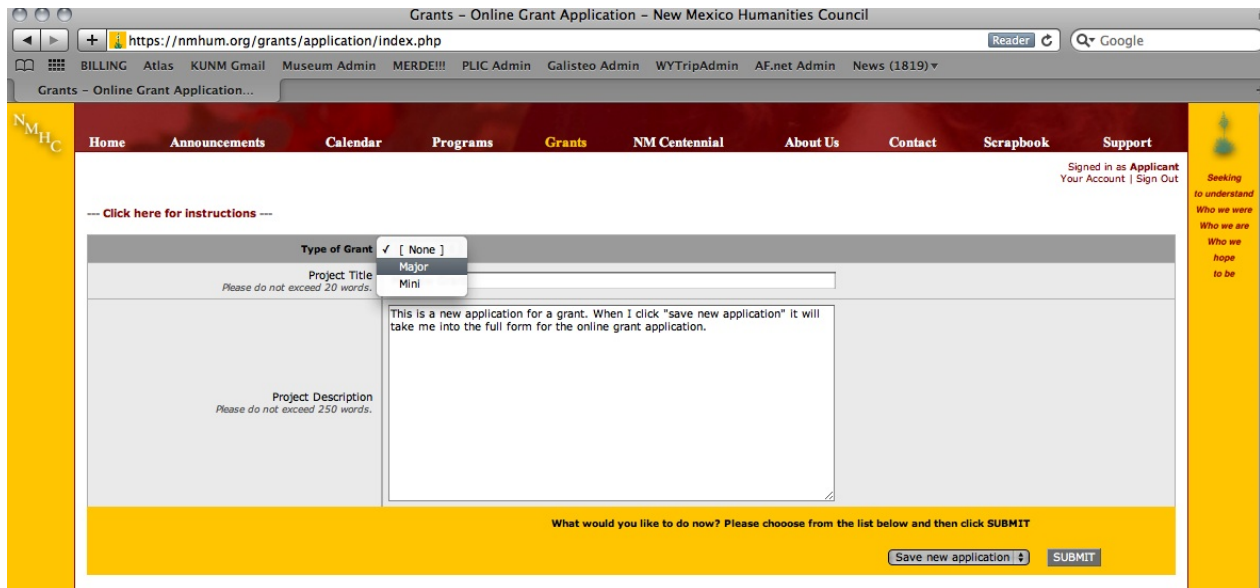 Grants - Online Grant Application - New Mexico Humanities Council
https://nmhum.org/grants/application/index.php
Reader
Google
BILLING Atlas KUNM Gmail Museum Admin MERDE!!! PLIC Admin Galisteo Admin WYTripAdmin AF.net Admin News (1819)
Grants - Online Grant Application...
NMHC
Home Announcements Calendar Programs Grants NM Centennial About Us Contact Scrapbook Support
Signed in as Applicant
Your Account | Sign Out
Seeking
to understand
Who we were
Who we are
Who we
hope
to be
--- Click here for instructions ---
Type of Grant ✓ [ None ]
Major
Mini
Project Title
Please do not exceed 20 words.
This is a new application for a grant. When I click "save new application" it will
take me into the full form for the online grant application.
Project Description
Please do not exceed 250 words.
What would you like to do now? Please chooose from the list below and then click SUBMIT
Save new application
SUBMIT